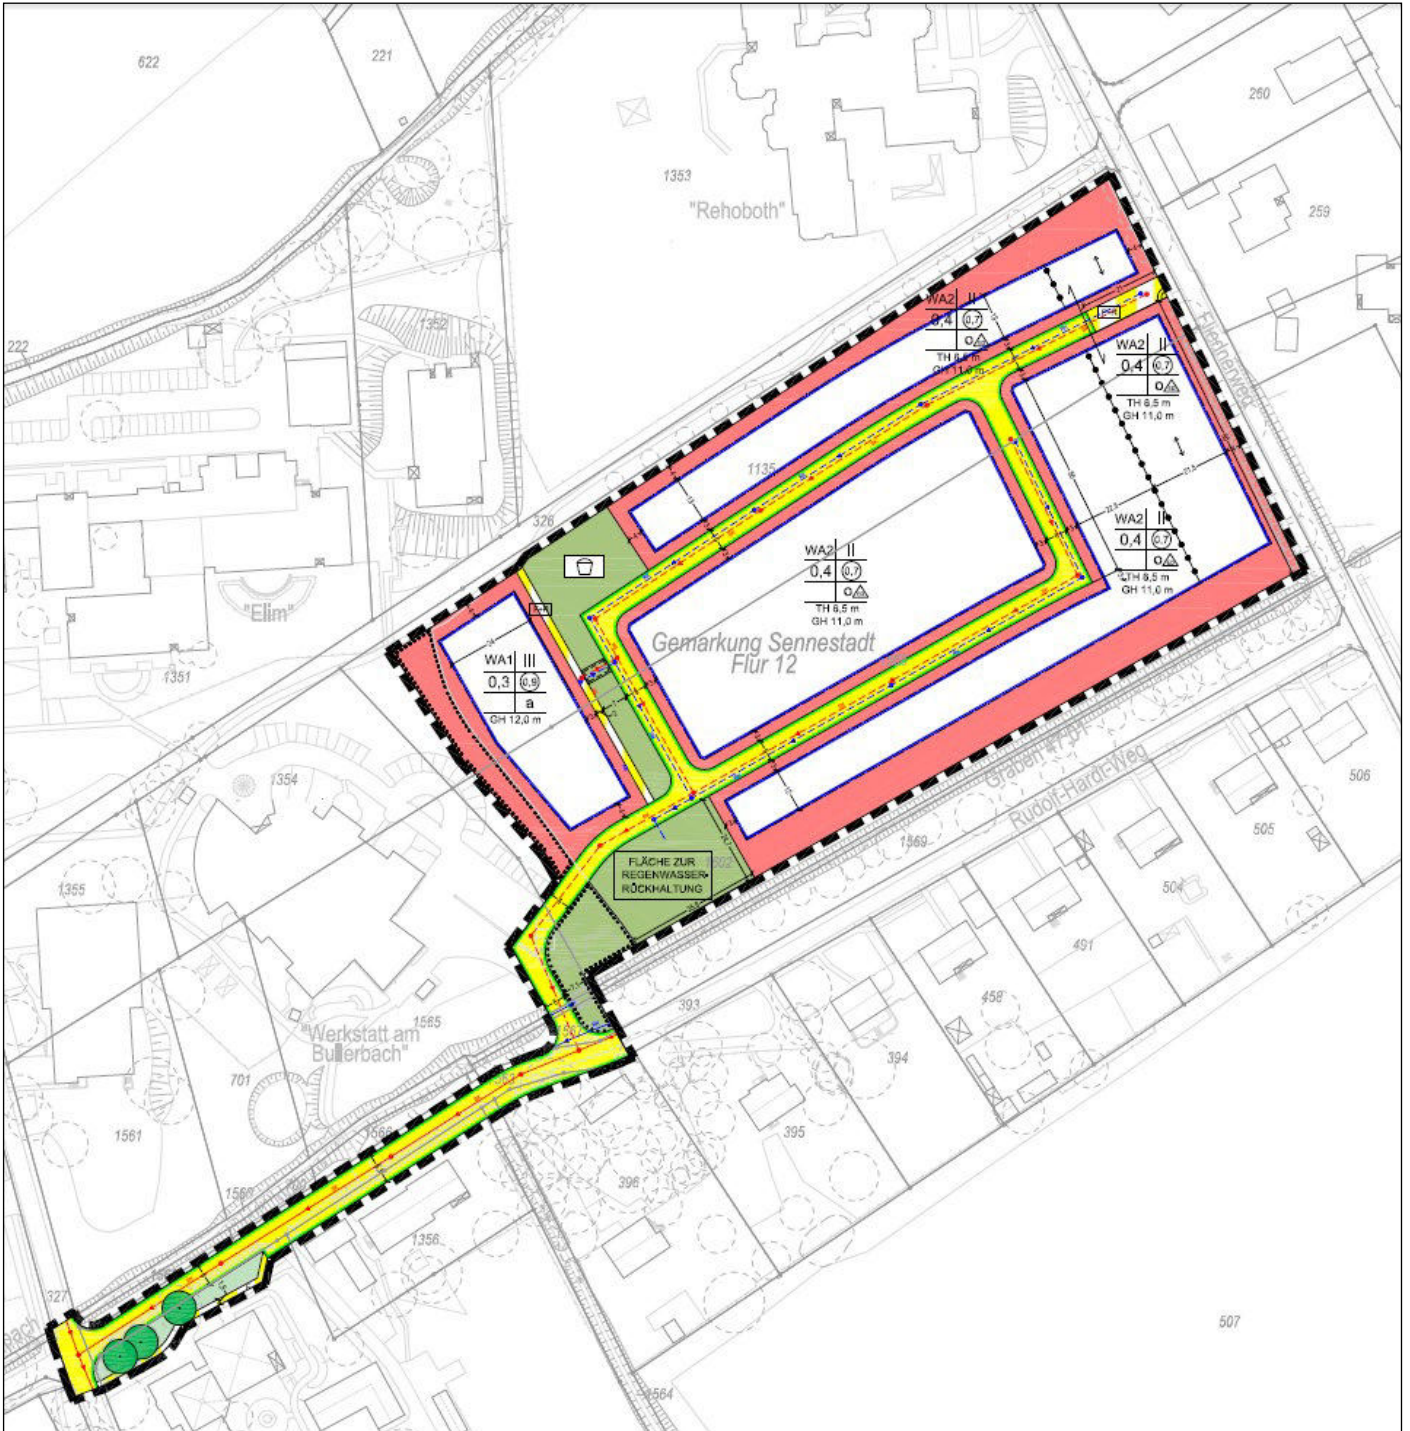 622
221
260
1353
"Rehoboth"
259
222
1352
Fliednerweg
WA2 II
0,4 0,7
o
TH 6,5 m
GH 11,0 m
WA2 II
0,4 0,7
o
TH 6,5 m
GH 11,0 m
1135
326
WA2 II
0,4 0,7
o
TH 6,5 m
GH 11,0 m
WA2 II
0,4 0,7
o
TH 6,5 m
GH 11,0 m
"Elim"
1351
F+R
WA1 III
0,3 0,9
a
GH 12,0 m
Gemarkung Sennestadt
Flur 12
1354
506
505
Rudolf-Hardt-Weg
1569
504
1355
FLÄCHE ZUR
REGENWASSER-
RÜCKHALTUNG
491
458
393
"Werkstatt am
Bullerbach"
1565
394
701
1561
395
1566
396
1560
1356
327
507
1564